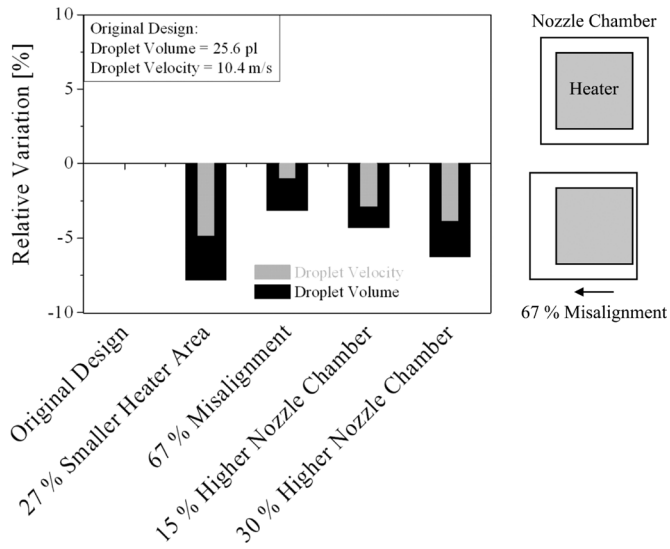 10
5
0
-5
-10
Relative Variation [%]
Original Design:
Droplet Volume = 25.6 pl
Droplet Velocity = 10.4 m/s
Droplet Velocity
Droplet Volume
Original Design
27 % Smaller Heater Area
67 % Misalignment
15 % Higher Nozzle Chamber
30 % Higher Nozzle Chamber
Nozzle Chamber
Heater
67 % Misalignment